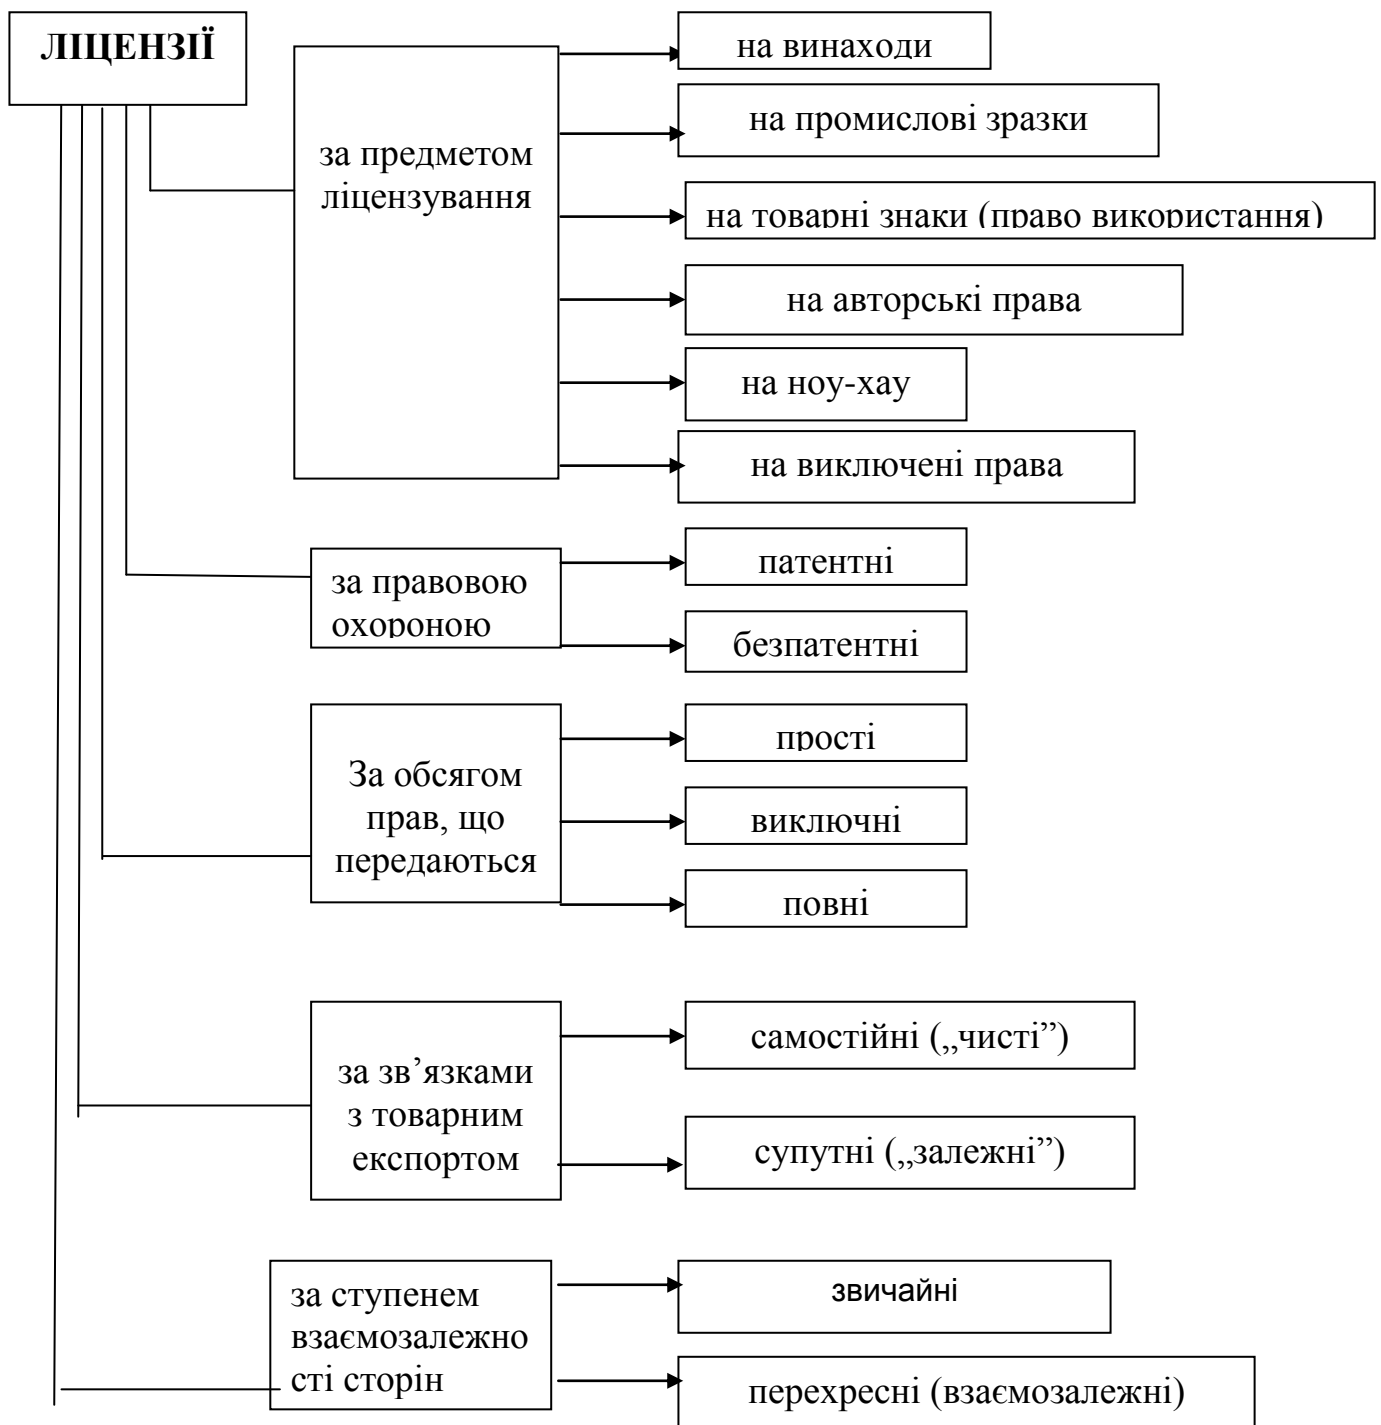 ЛІЦЕНЗІЇ
за предметом
ліцензування
на винаходи
на промислові зразки
на товарні знаки (право використання)
на авторські права
на ноу-хау
на виключені права
за правовою
охороною
патентні
безпатентні
За обсягом
прав, що
передаються
прості
виключні
повні
за зв’язками
з товарним
експортом
самостійні („чисті”)
супутні („залежні”)
за ступенем
взаємозалежно
сті сторін
звичайні
перехресні (взаємозалежні)